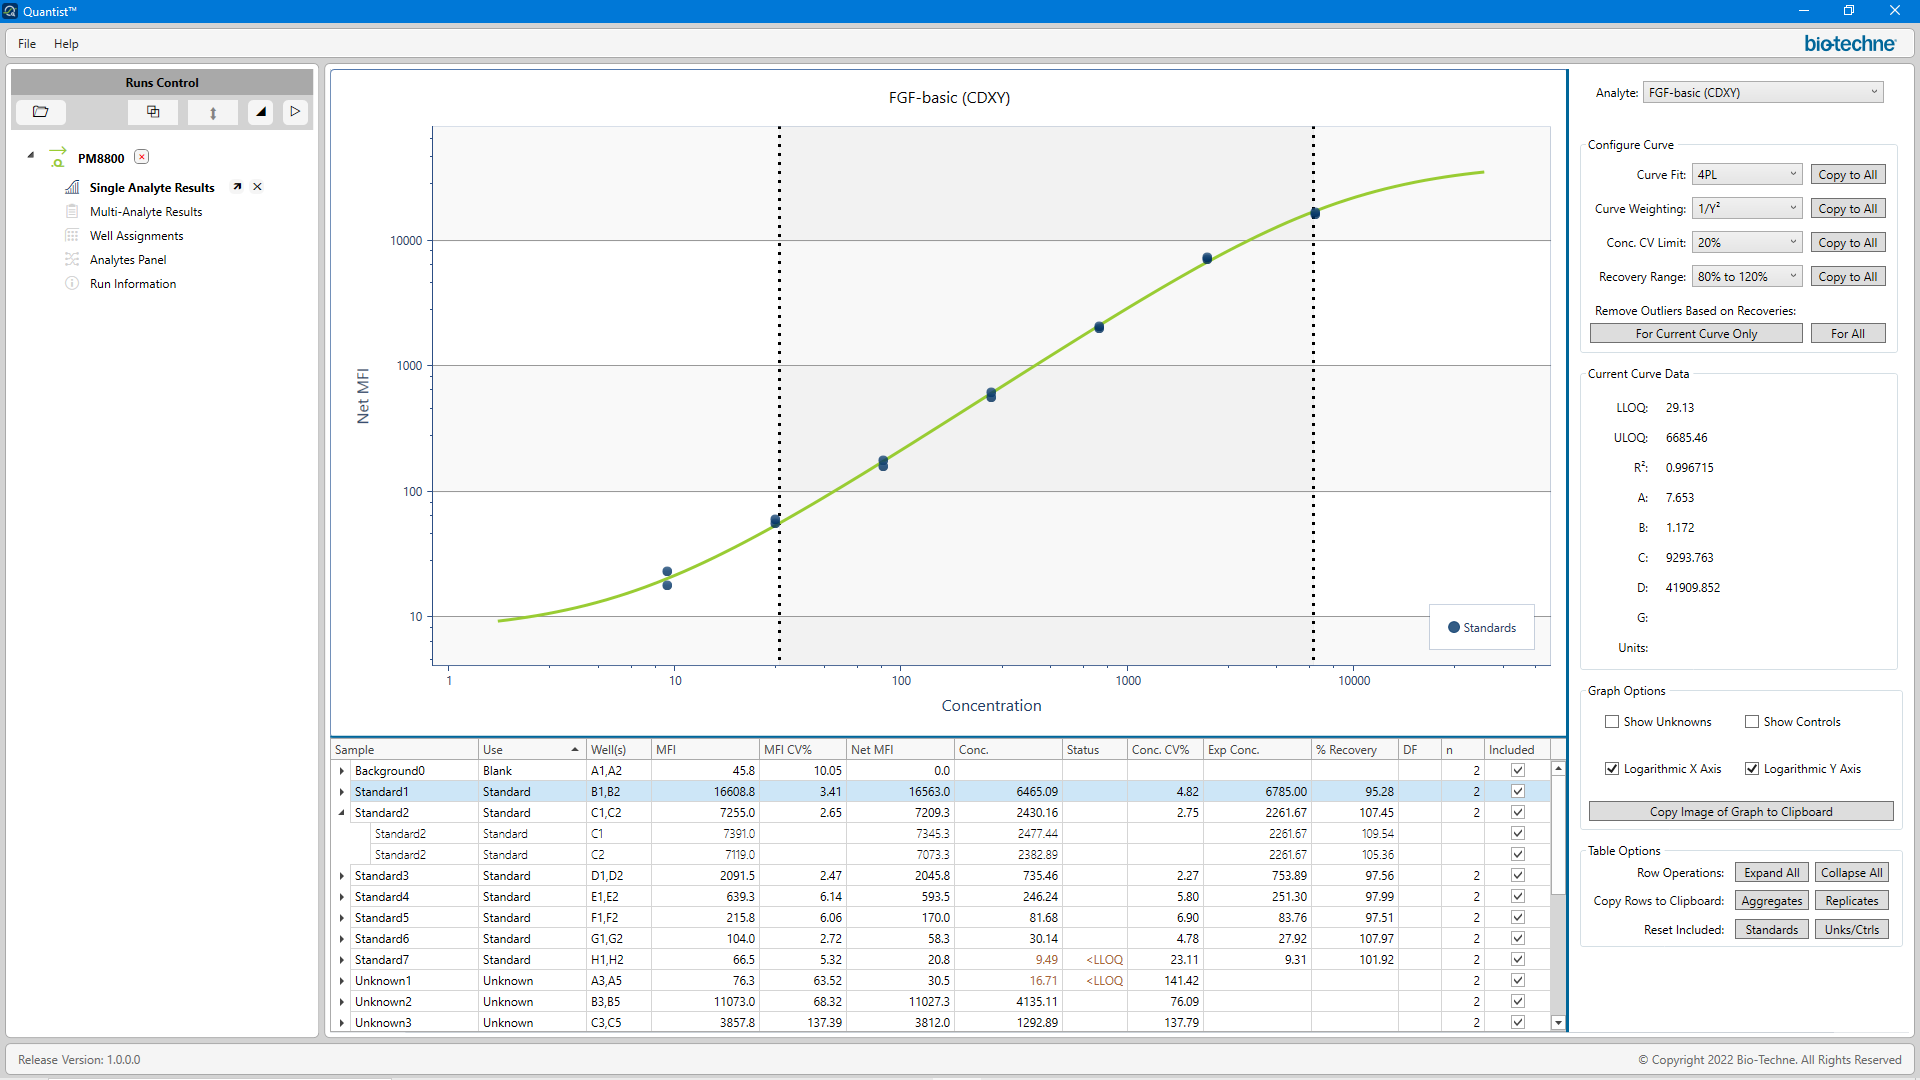 Quantist™
File Help
bio-techne
Runs Control
PM8800
Single Analyte Results
Multi-Analyte Results
Well Assignments
Analytes Panel
Run Information
FGF-basic (CDXY)
Net MFI
10000
1000
100
10
1 10 100 1000 10000
Concentration
Standards
Sample Use Well(s) MFI MFI CV% Net MFI Conc. Status Conc. CV% Exp Conc. % Recovery DF n Included
Background0 Blank A1,A2 45.8 10.05 0.0 2
Standard1 Standard B1,B2 16608.8 3.41 16563.0 6465.09 4.82 6785.00 95.28 2
Standard2 Standard C1,C2 7255.0 2.65 7209.3 2430.16 2.75 2261.67 107.45 2
Standard2 Standard C1 7391.0 7345.3 2477.44 2261.67 109.54
Standard2 Standard C2 7119.0 7073.3 2382.89 2261.67 105.36
Standard3 Standard D1,D2 2091.5 2.47 2045.8 735.46 2.27 753.89 97.56 2
Standard4 Standard E1,E2 639.3 6.14 593.5 246.24 5.80 251.30 97.99 2
Standard5 Standard F1,F2 215.8 6.06 170.0 81.68 6.90 83.76 97.51 2
Standard6 Standard G1,G2 104.0 2.72 58.3 30.14 4.78 27.92 107.97 2
Standard7 Standard H1,H2 66.5 5.32 20.8 9.49 <LLOQ 23.11 9.31 101.92 2
Unknown1 Unknown A3,A5 76.3 63.52 30.5 16.71 <LLOQ 141.42 2
Unknown2 Unknown B3,B5 11073.0 68.32 11027.3 4135.11 76.09 2
Unknown3 Unknown C3,C5 3857.8 137.39 3812.0 1292.89 137.79 2
Analyte: FGF-basic (CDXY)
Configure Curve
Curve Fit: 4PL Copy to All
Curve Weighting: 1/Y² Copy to All
Conc. CV Limit: 20% Copy to All
Recovery Range: 80% to 120% Copy to All
Remove Outliers Based on Recoveries:
For Current Curve Only For All
Current Curve Data
LLOQ: 29.13
ULOQ: 6685.46
R²: 0.996715
A: 7.653
B: 1.172
C: 9293.763
D: 41909.852
G:
Units:
Graph Options
Show Unknowns Show Controls
Logarithmic X Axis Logarithmic Y Axis
Copy Image of Graph to Clipboard
Table Options
Row Operations: Expand All Collapse All
Copy Rows to Clipboard: Aggregates Replicates
Reset Included: Standards Unks/Ctrls
Release Version: 1.0.0.0
© Copyright 2022 Bio-Techne. All Rights Reserved